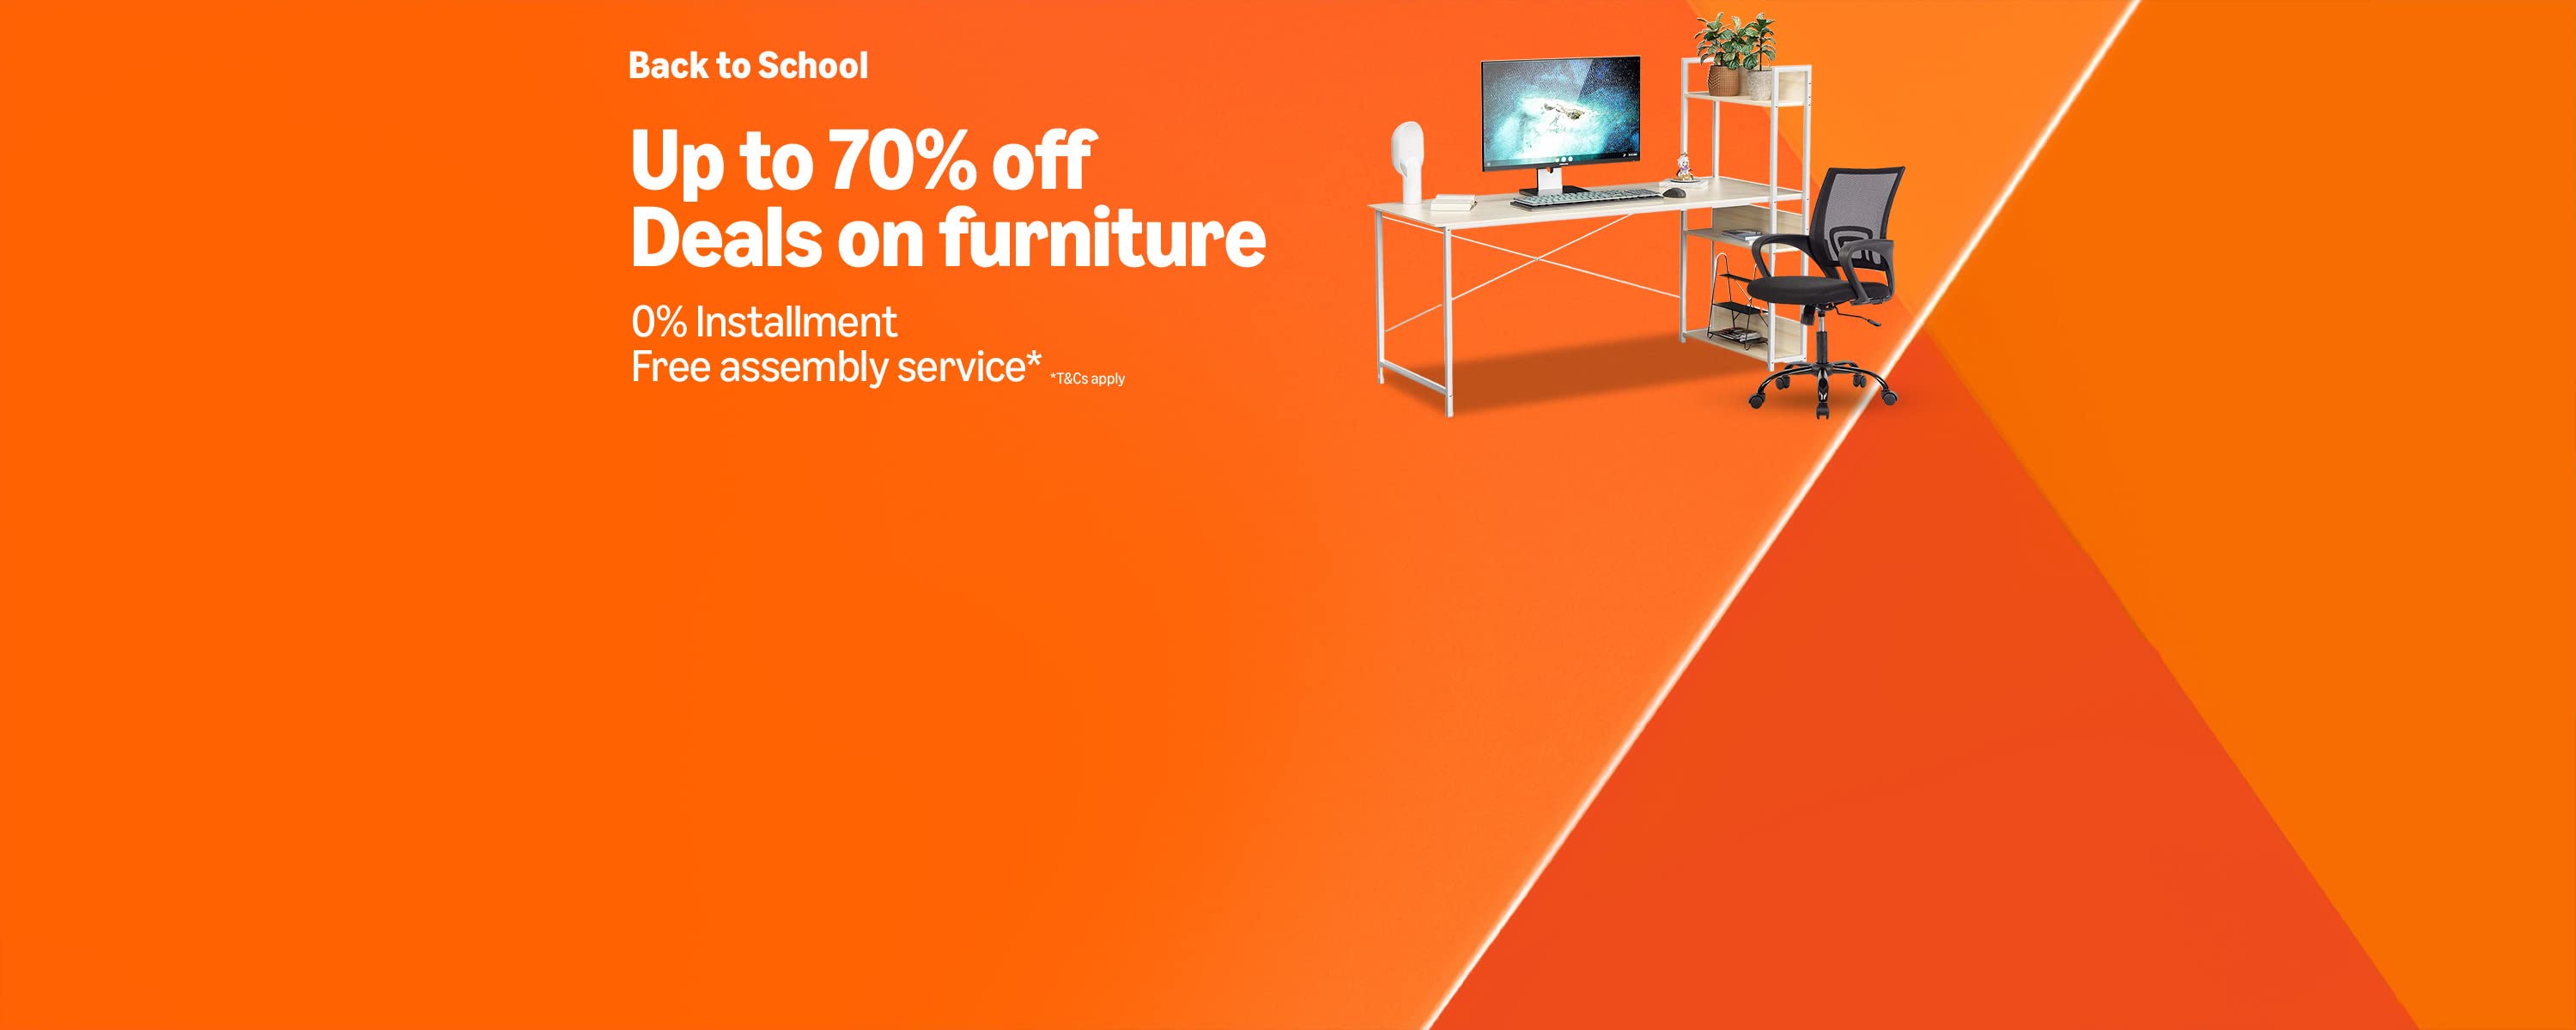 Back to School
Up to 70% off
Deals on furniture
0% Installment
Free assembly service* *T&Cs apply